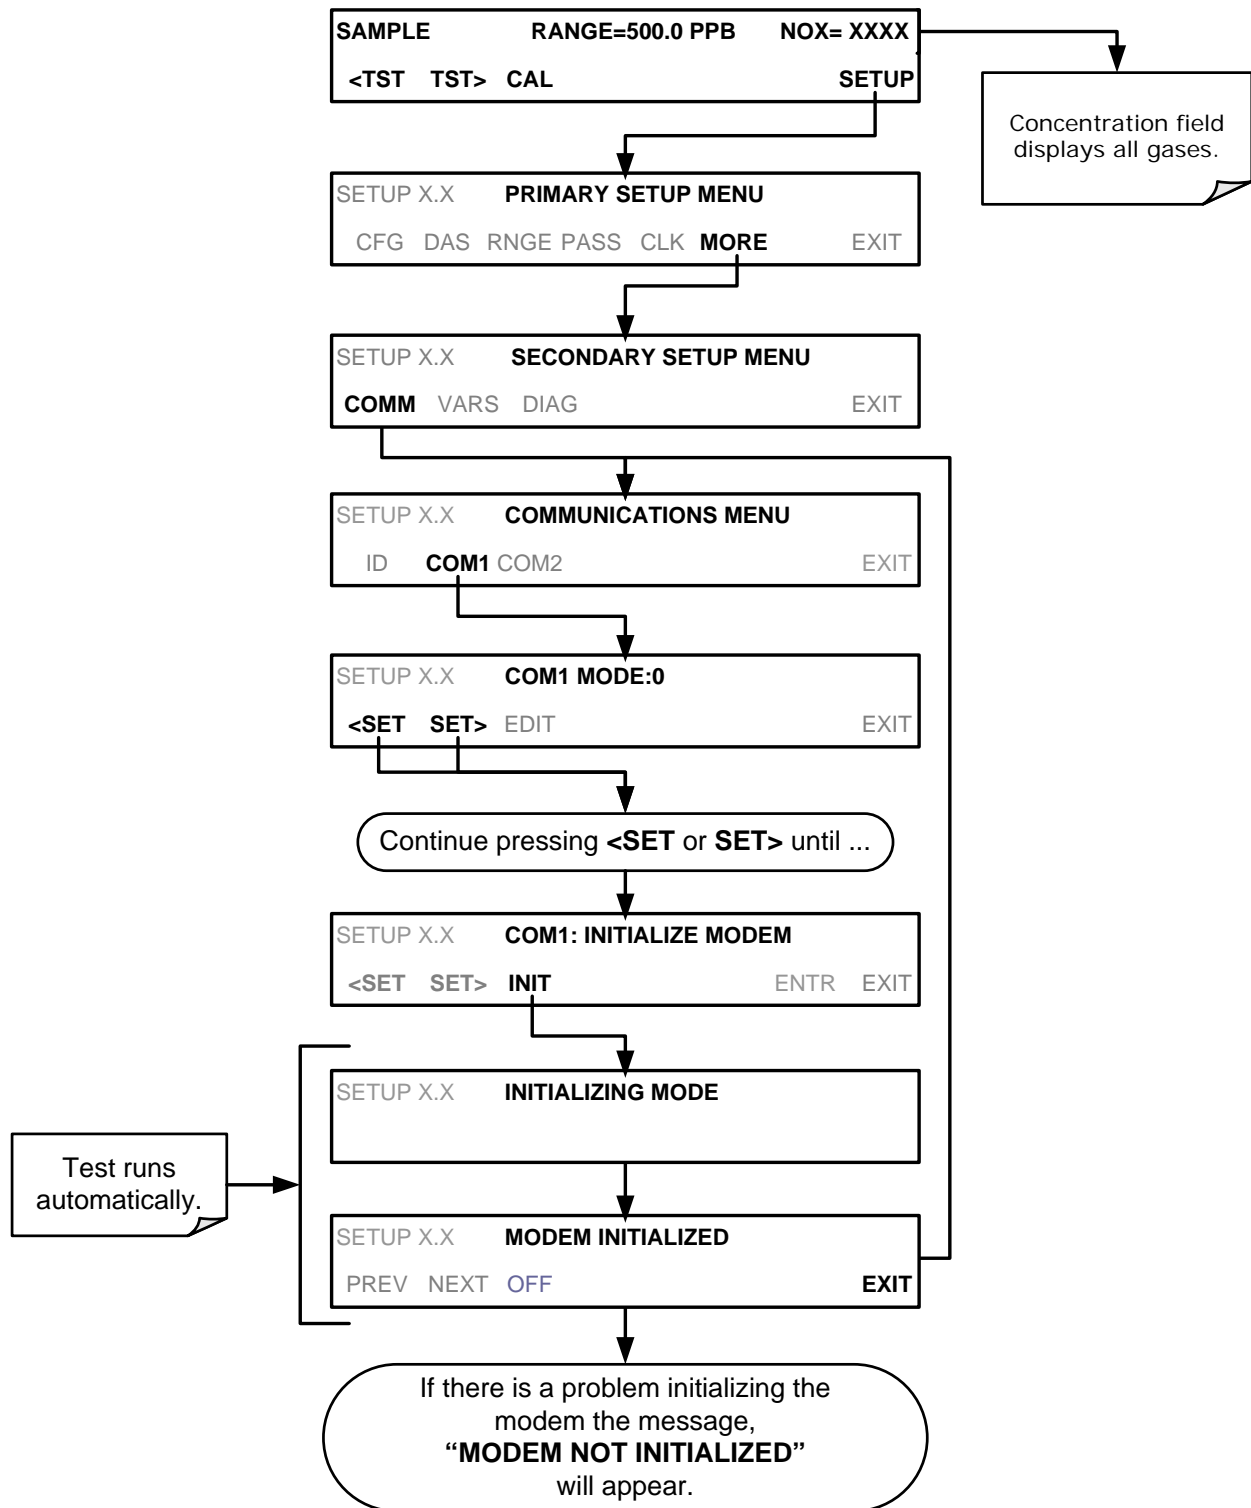 SAMPLE RANGE=500.0 PPB NOX= XXXX
<TST TST> CAL SETUP
Concentration field
displays all gases.
SETUP X.X PRIMARY SETUP MENU
CFG DAS RNGE PASS CLK MORE EXIT
SETUP X.X SECONDARY SETUP MENU
COMM VARS DIAG EXIT
SETUP X.X COMMUNICATIONS MENU
ID COM1 COM2 EXIT
SETUP X.X COM1 MODE:0
<SET SET> EDIT EXIT
Continue pressing <SET or SET> until ...
SETUP X.X COM1: INITIALIZE MODEM
<SET SET> INIT ENTR EXIT
SETUP X.X INITIALIZING MODE
Test runs
automatically.
SETUP X.X MODEM INITIALIZED
PREV NEXT OFF EXIT
If there is a problem initializing the
modem the message,
“MODEM NOT INITIALIZED”
will appear.